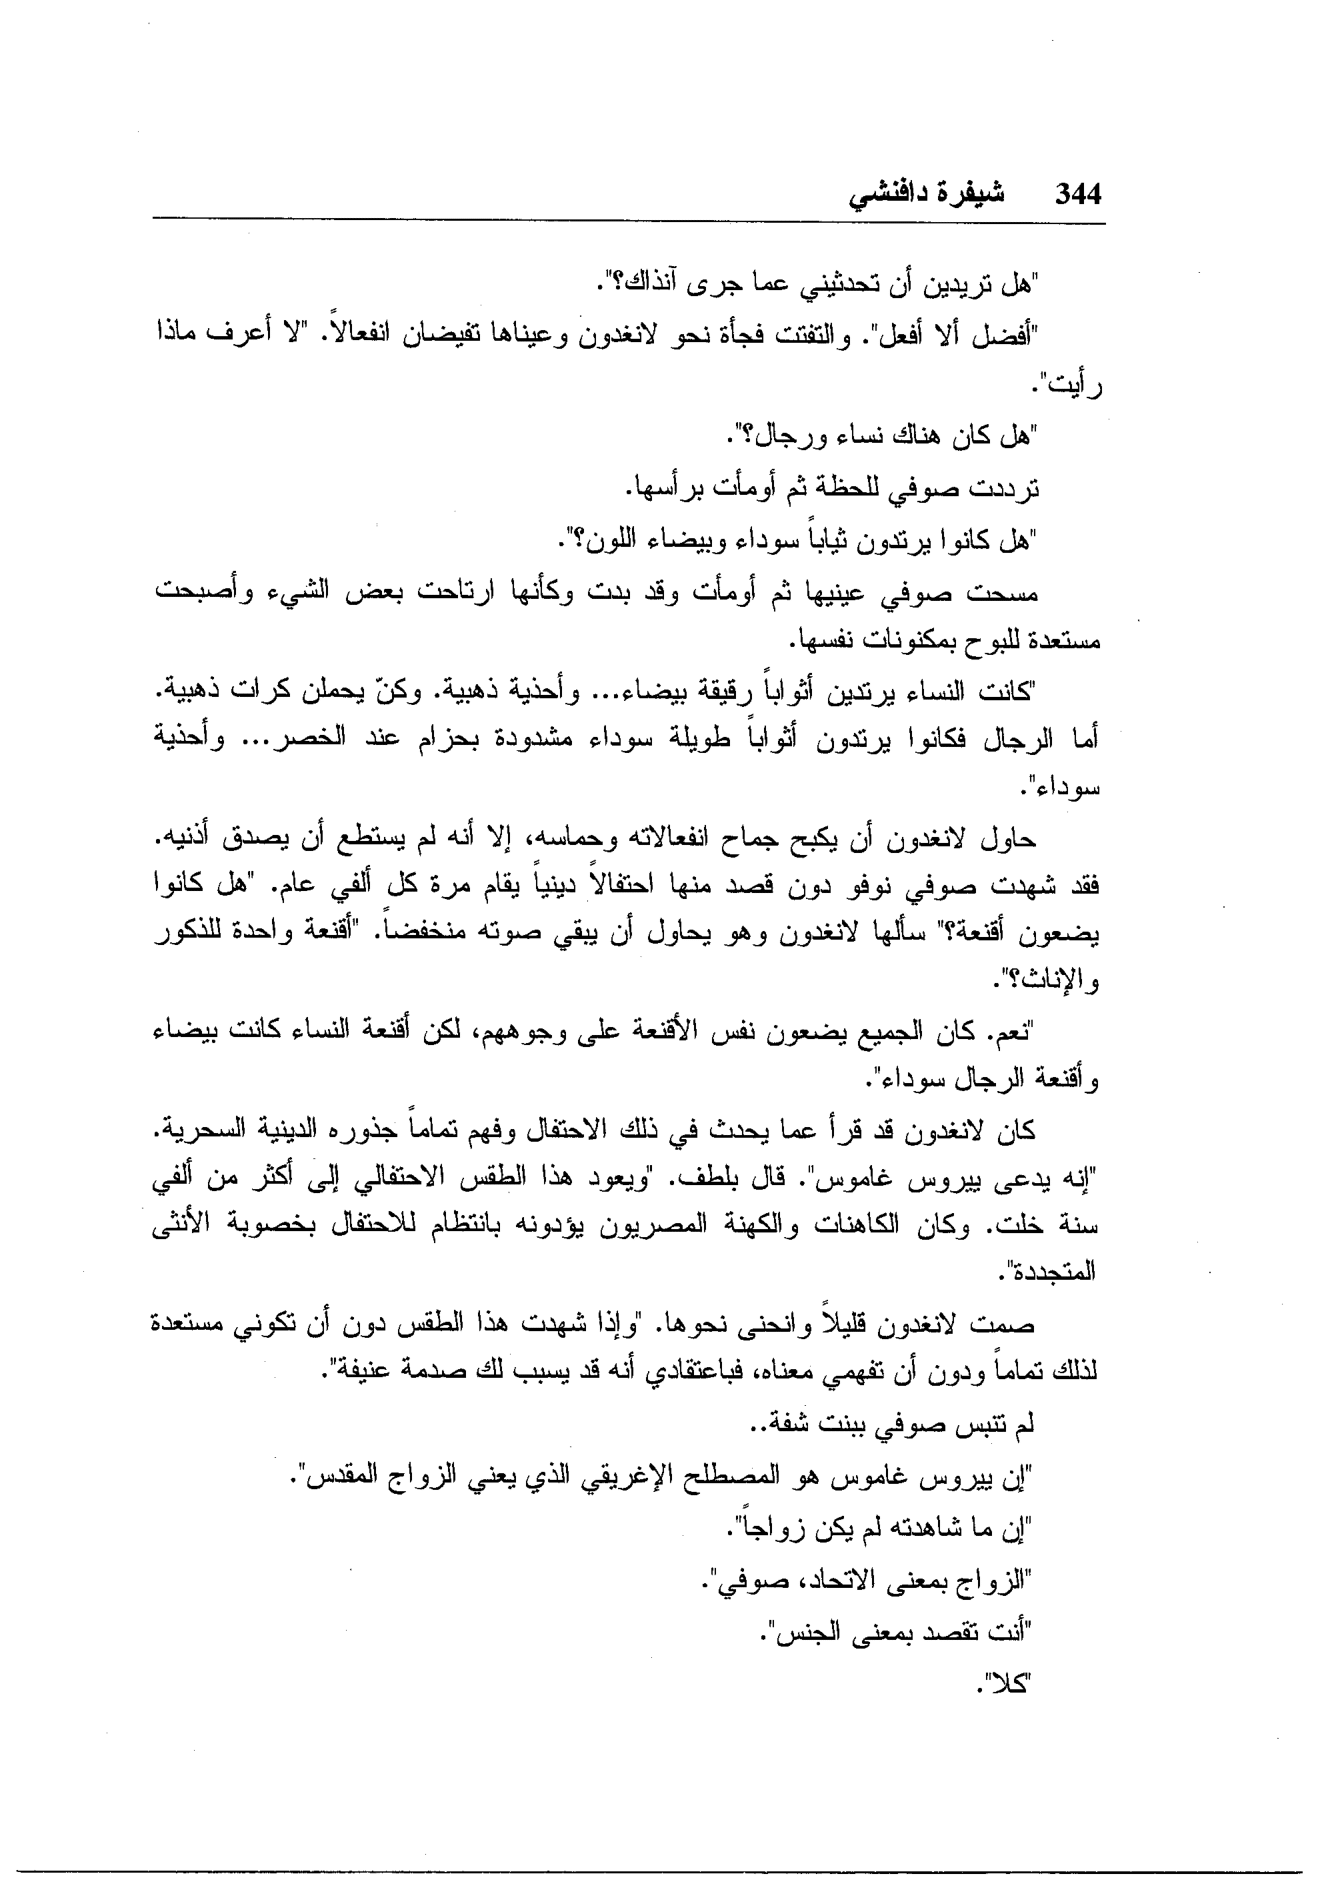 344 شيفرة دافنشي
"هل تريدين أن تحدثيني عما جرى آنذاك؟".
"أفضل ألا أفعل". والتفتت فجأة نحو لانغدون وعيناها تفيضان انفعالاً. "لا أعرف ماذا
رأيت".
"هل كان هناك نساء ورجال؟".
ترددت صوفي للحظة ثم أومأت برأسها.
"هل كانوا يرتدون ثياباً سوداء وبيضاء اللون؟".
مسحت صوفي عينيها ثم أومأت وقد بدت وكأنها ارتاحت بعض الشيء وأصبحت
مستعدة للبوح بمكنونات نفسها.
"كانت النساء يرتدين أثواباً رقيقة بيضاء... وأحذية ذهبية. وكنّ يحملن كرات ذهبية.
أما الرجال فكانوا يرتدون أثواباً طويلة سوداء مشدودة بحزام عند الخصر... وأحذية
سوداء".
حاول لانغدون أن يكبح جماح انفعالاته وحماسه، إلا أنه لم يستطع أن يصدق أذنيه.
فقد شهدت صوفي نوفو دون قصد منها احتفالاً دينياً يقام مرة كل ألفي عام. "هل كانوا
يضعون أقنعة؟" سألها لانغدون وهو يحاول أن يبقي صوته منخفضاً. "أقنعة واحدة للذكور
والإناث؟".
"نعم. كان الجميع يضعون نفس الأقنعة على وجوههم، لكن أقنعة النساء كانت بيضاء
وأقنعة الرجال سوداء".
كان لانغدون قد قرأ عما يحدث في ذلك الاحتفال وفهم تماماً جذوره الدينية السحرية.
"إنه يدعى ييروس غاموس". قال بلطف. "ويعود هذا الطقس الاحتفالي إلى أكثر من ألفي
سنة خلت. وكان الكاهنات والكهنة المصريون يؤدونه بانتظام للاحتفال بخصوبة الأنثى
المتجددة".
صمت لانغدون قليلاً وانحنى نحوها. "وإذا شهدت هذا الطقس دون أن تكوني مستعدة
لذلك تماماً ودون أن تفهمي معناه، فباعتقادي أنه قد يسبب لك صدمة عنيفة".
لم تنبس صوفي ببنت شفة..
"إن ييروس غاموس هو المصطلح الإغريقي الذي يعني الزواج المقدس".
"إن ما شاهدته لم يكن زواجاً".
"الزواج بمعنى الاتحاد، صوفي".
"أنت تقصد بمعنى الجنس".
"كلا".